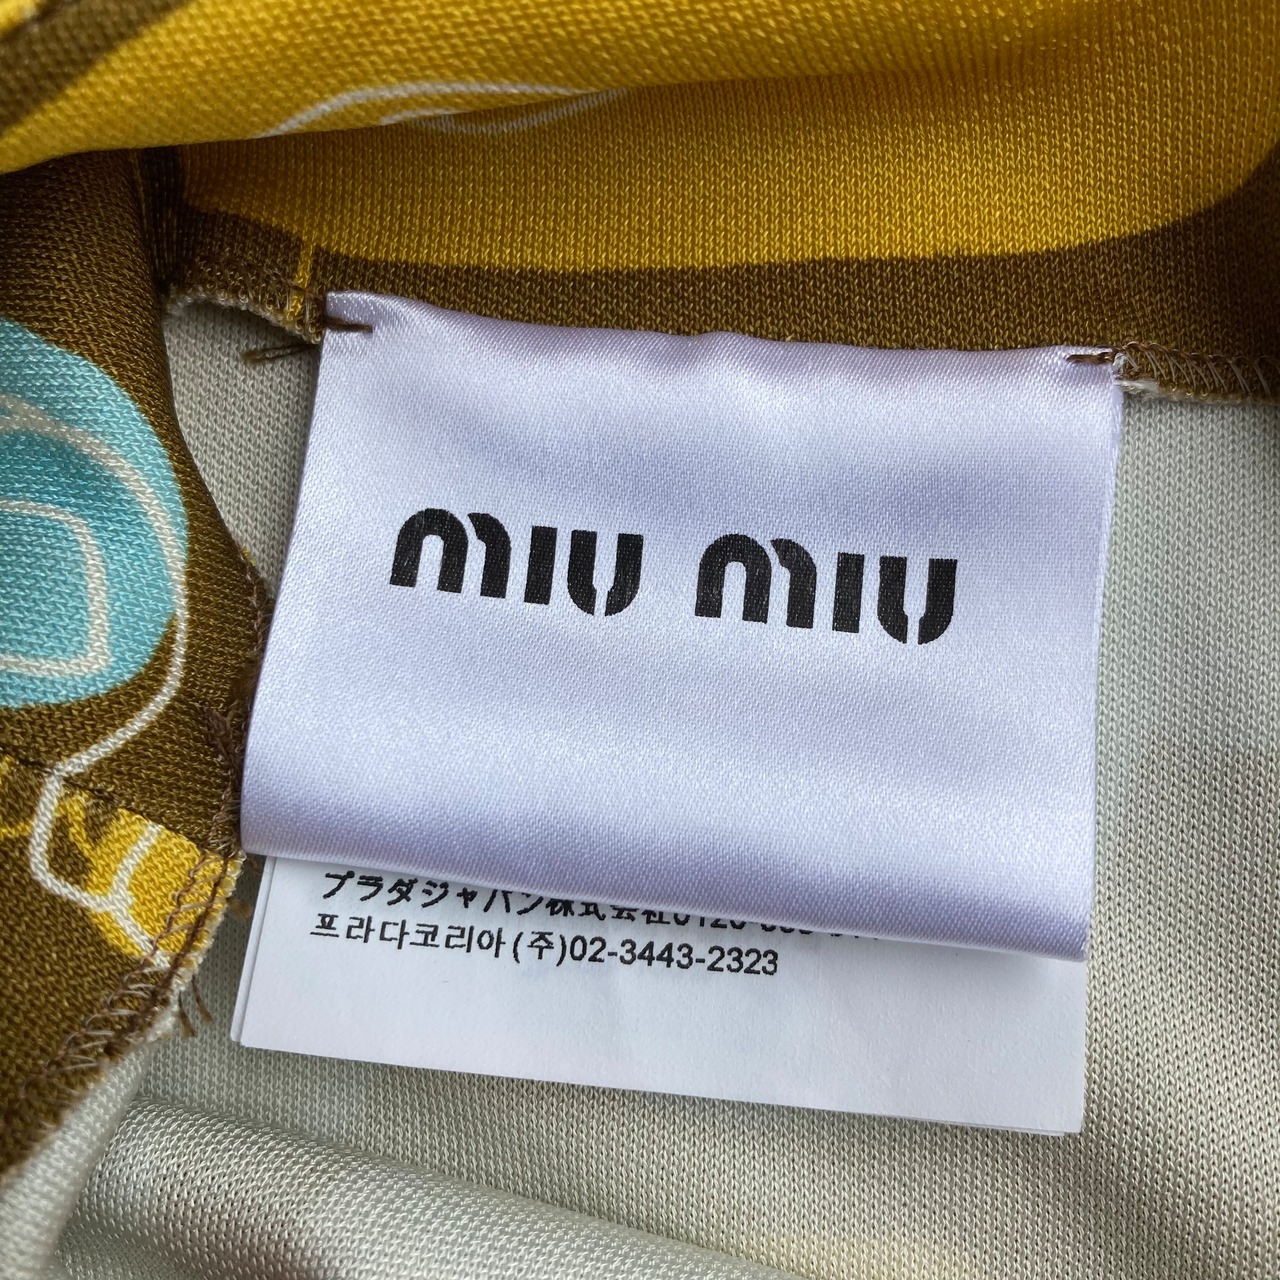 miu miu
プラダジャパン株式会社0120
프라다코리아(주)02-3443-2323